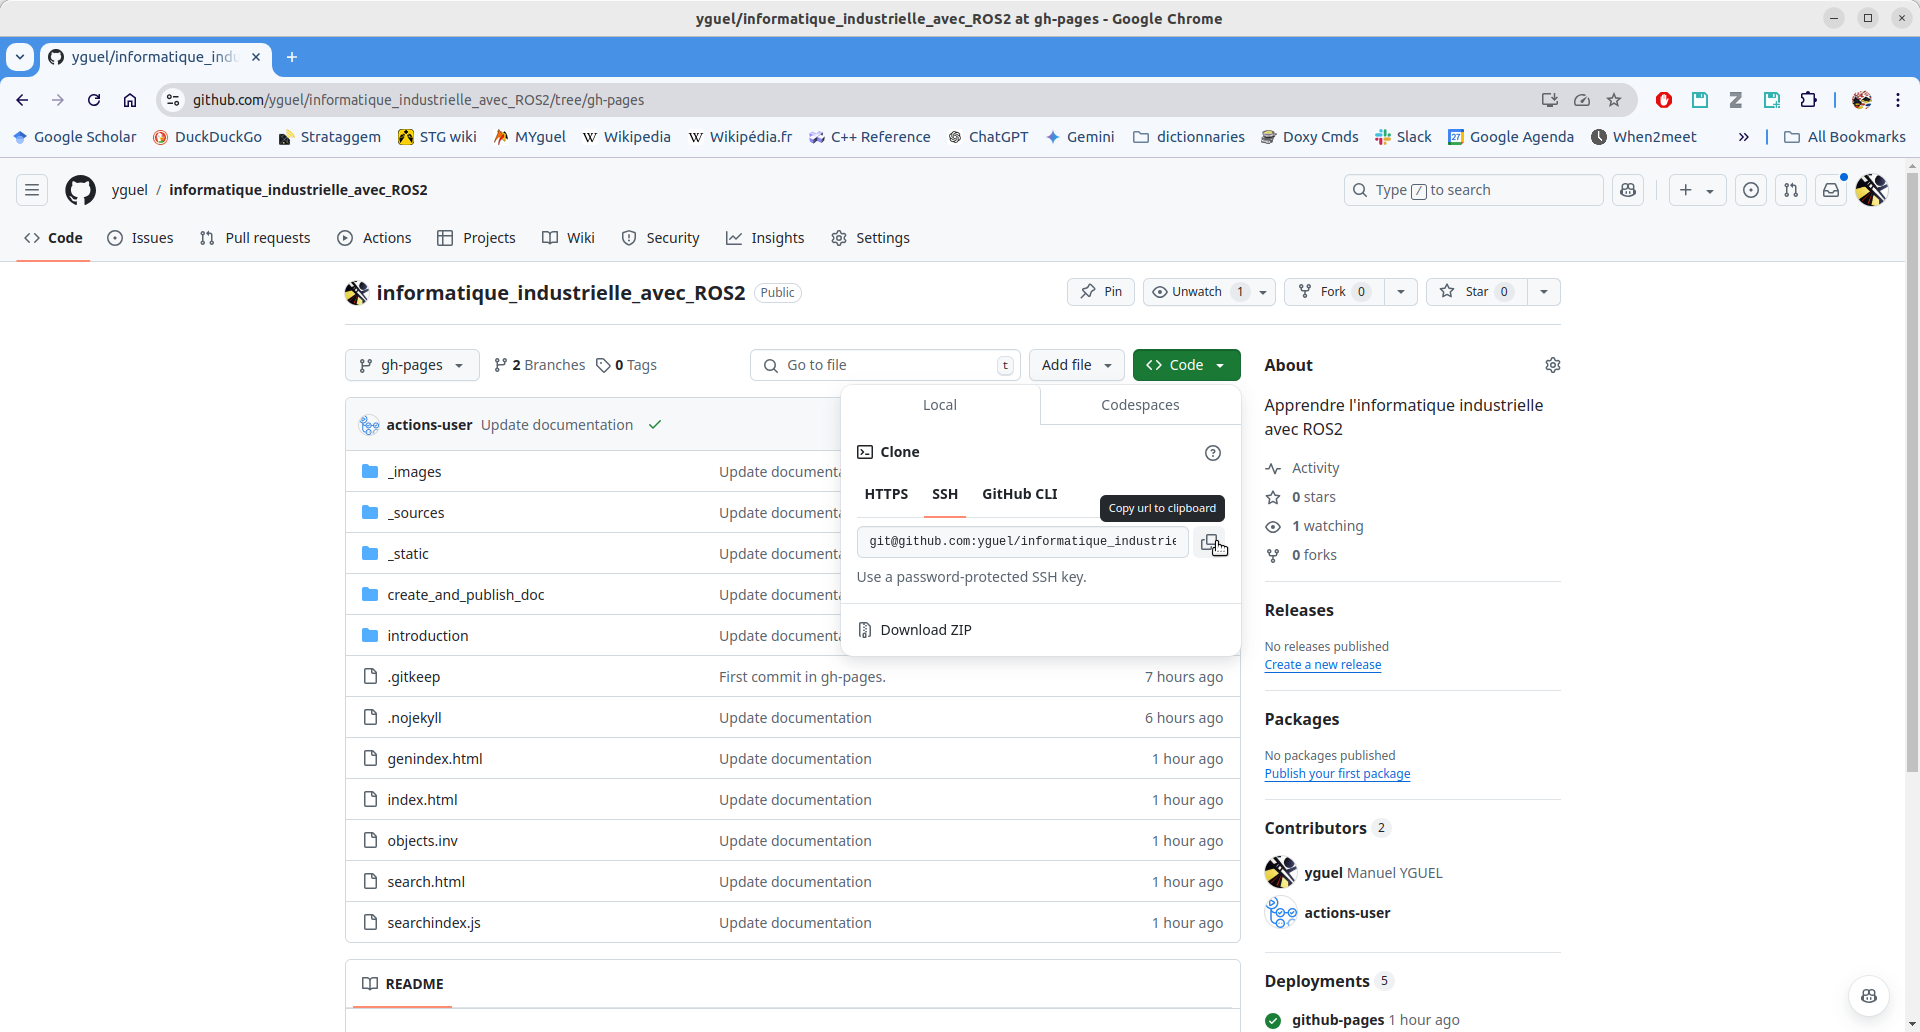 yguel/informatique_industrielle_avec_ROS2 at gh-pages - Google Chrome
yguel/informatique_indu
github.com/yguel/informatique_industrielle_avec_ROS2/tree/gh-pages
Google Scholar DuckDuckGo Strataggem STG wiki MYguel Wikipedia Wikipédia.fr C++ Reference ChatGPT Gemini dictionnaries Doxy Cmds Slack Google Agenda When2meet » All Bookmarks
yguel / informatique_industrielle_avec_ROS2
Type / to search
Code Issues Pull requests Actions Projects Wiki Security Insights Settings
informatique_industrielle_avec_ROS2 Public
Pin Unwatch 1 Fork 0 Star 0
gh-pages 2 Branches 0 Tags Go to file t Add file Code
Local Codespaces
Clone
HTTPS SSH GitHub CLI
Copy url to clipboard
git@github.com:yguel/informatique_industrie
Use a password-protected SSH key.
Download ZIP
actions-user Update documentation
_images Update documenta
_sources Update documenta
_static Update documenta
create_and_publish_doc Update documenta
introduction Update documenta
.gitkeep First commit in gh-pages. 7 hours ago
.nojekyll Update documentation 6 hours ago
genindex.html Update documentation 1 hour ago
index.html Update documentation 1 hour ago
objects.inv Update documentation 1 hour ago
search.html Update documentation 1 hour ago
searchindex.js Update documentation 1 hour ago
README
About
Apprendre l'informatique industrielle
avec ROS2
Activity
0 stars
1 watching
0 forks
Releases
No releases published
Create a new release
Packages
No packages published
Publish your first package
Contributors 2
yguel Manuel YGUEL
actions-user
Deployments 5
github-pages 1 hour ago